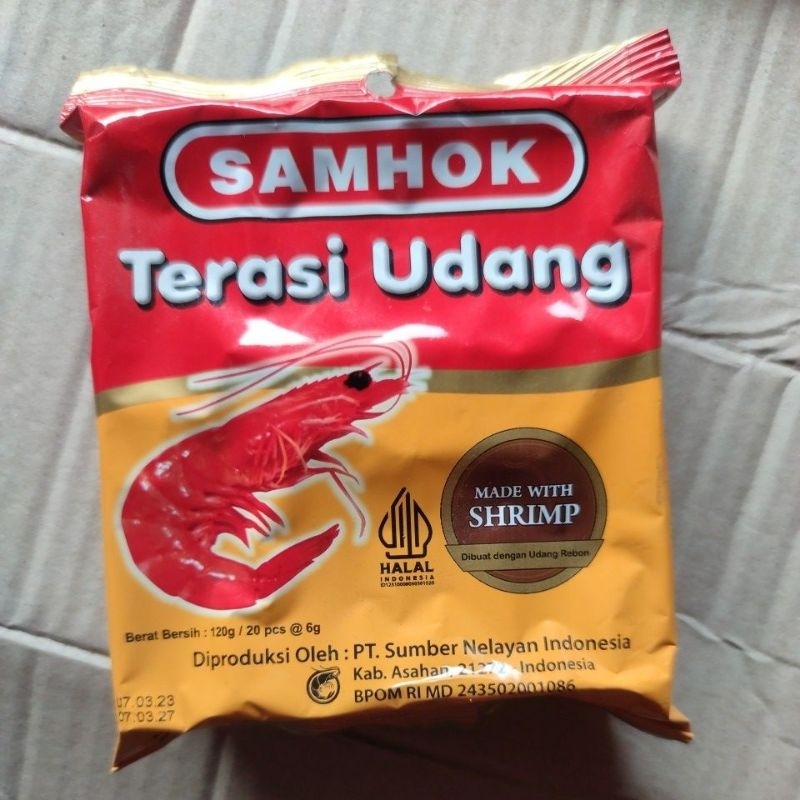 SAMHOK
Terasi Udang
MADE WITH
SHRIMP
Dibuat dengan Udang Rebon
HALAL
INDONESIA
Berat Bersih : 120g / 20 pcs @ 6g
Diproduksi Oleh : PT. Sumber Nelayan Indonesia
Kab. Asahan, Indonesia
BPOM RI MD 243502001086
07.03.23
07.03.27